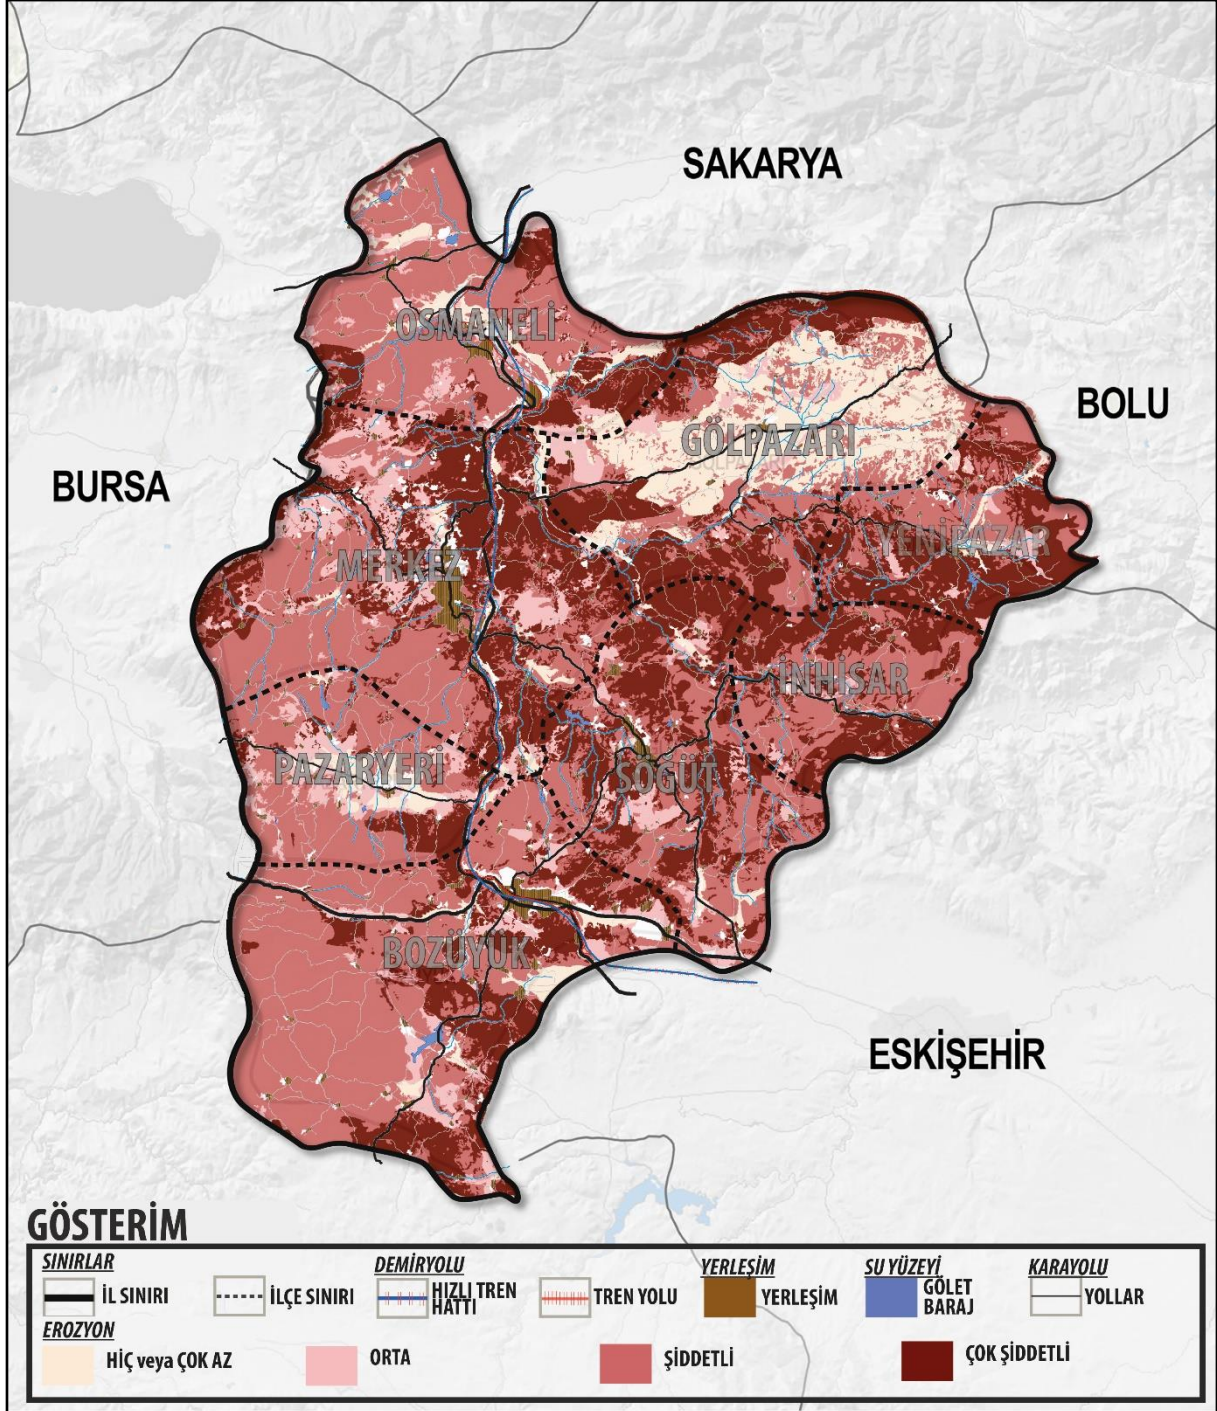 SAKARYA
OSMANELİ
BOLU
GÖLPAZARI
BURSA
YENİPAZAR
MERKEZ
İNHİSAR
PAZARYERİ
SÖĞÜT
BOZÜYÜK
ESKİŞEHİR
GÖSTERİM
SINIRLAR
İL SINIRI
İLÇE SINIRI
DEMİRYOLU
HIZLI TREN
HATTI
TREN YOLU
YERLEŞİM
YERLEŞİM
SU YÜZEYİ
GÖLET
BARAJ
KARAYOLU
YOLLAR
EROZYON
HİÇ veya ÇOK AZ
ORTA
ŞİDDETLİ
ÇOK ŞİDDETLİ